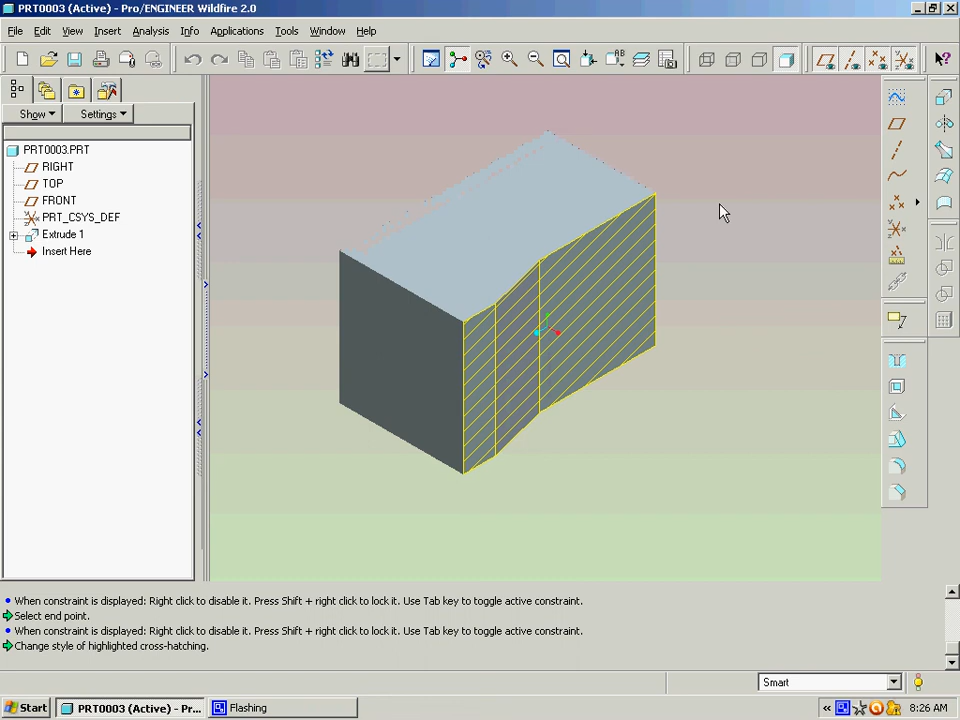 PRT0003 (Active) - Pro/ENGINEER Wildfire 2.0
File Edit View Insert Analysis Info Applications Tools Window Help
Show Settings
PRT0003.PRT
RIGHT
TOP
FRONT
PRT_CSYS_DEF
Extrude 1
Insert Here
When constraint is displayed: Right click to disable it. Press Shift + right click to lock it. Use Tab key to toggle active constraint.
Select end point.
When constraint is displayed: Right click to disable it. Press Shift + right click to lock it. Use Tab key to toggle active constraint.
Change style of highlighted cross-hatching.
Smart
Start PRT0003 (Active) - Pr... Flashing 8:26 AM